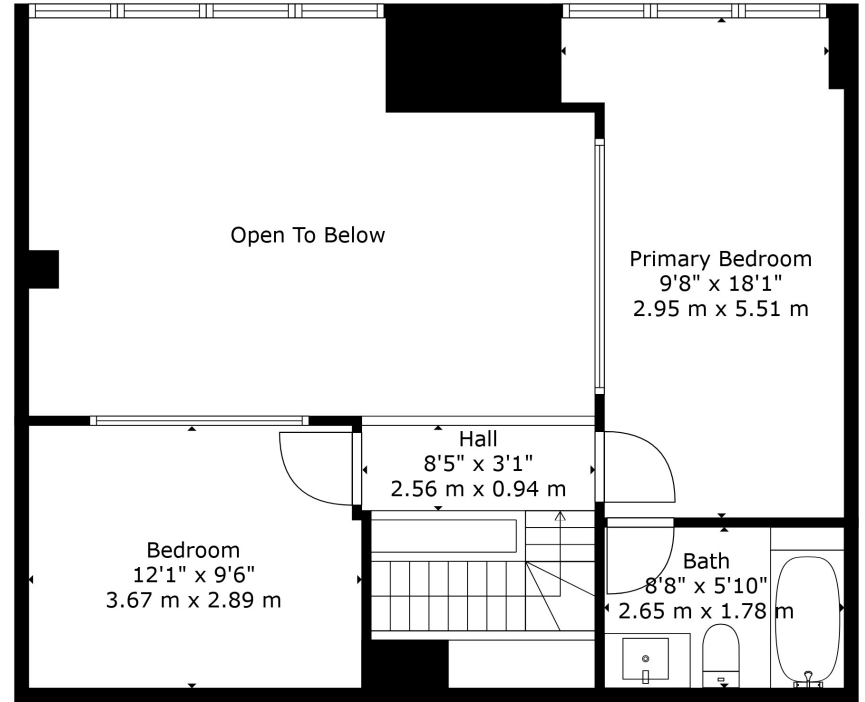 Open To Below
Primary Bedroom
9'8" x 18'1"
2.95 m x 5.51 m
Hall
8'5" x 3'1"
2.56 m x 0.94 m
Bedroom
12'1" x 9'6"
3.67 m x 2.89 m
Bath
8'8" x 5'10"
2.65 m x 1.78 m